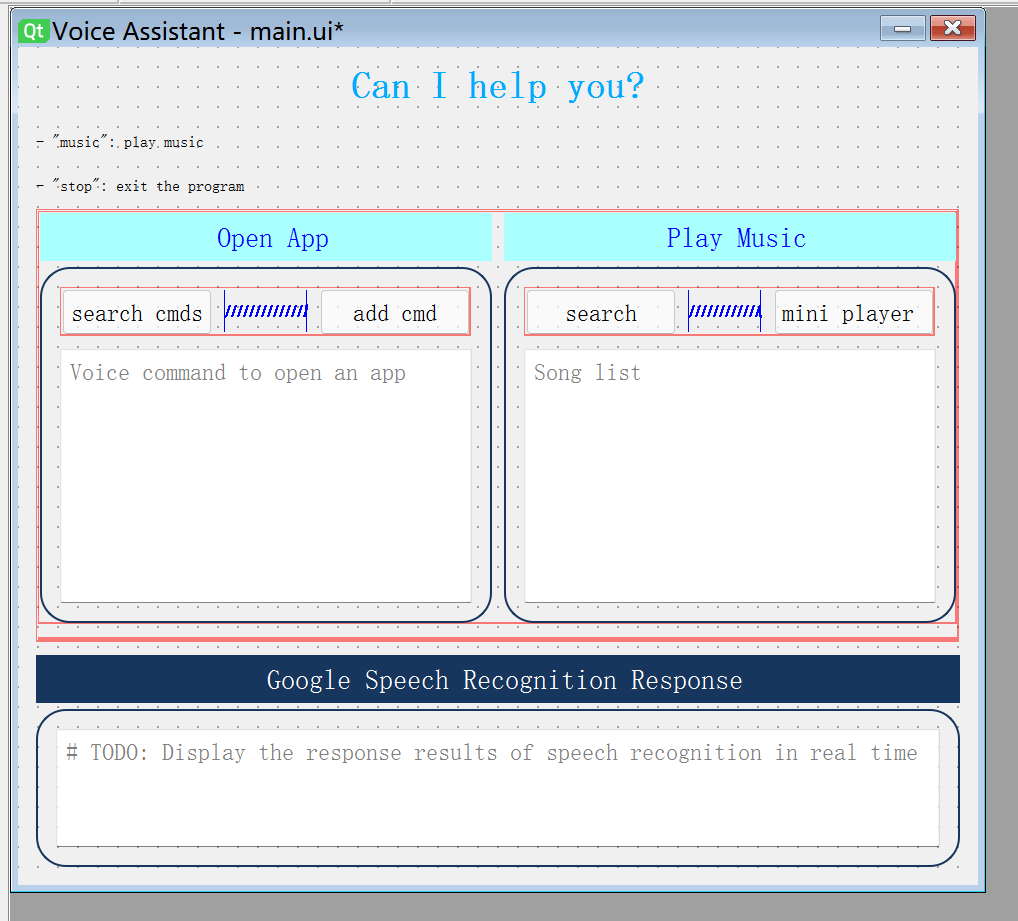 Qt Voice Assistant - main.ui*
Can I help you?
- "music": play music
- "stop": exit the program
Open App
Play Music
search cmds
add cmd
search
mini player
Voice command to open an app
Song list
Google Speech Recognition Response
# TODO: Display the response results of speech recognition in real time